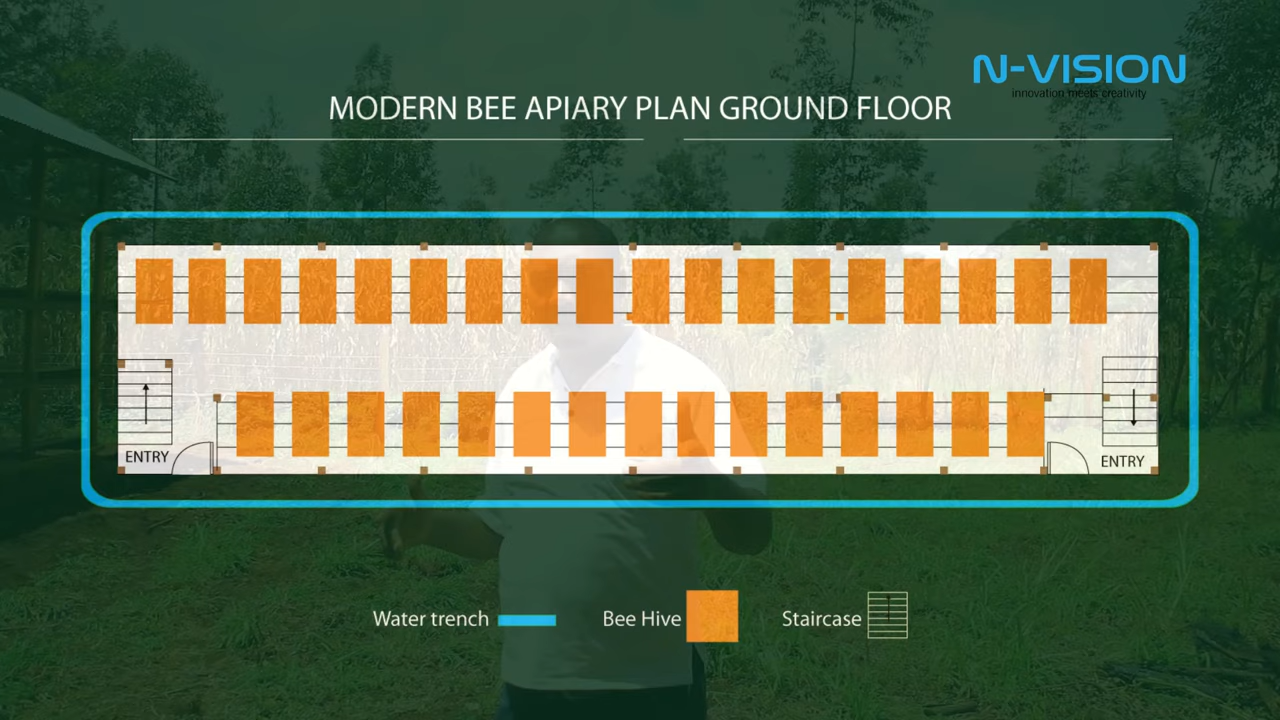 N-VISION
innovation meets creativity
MODERN BEE APIARY PLAN GROUND FLOOR
ENTRY
ENTRY
Water trench
Bee Hive
Staircase